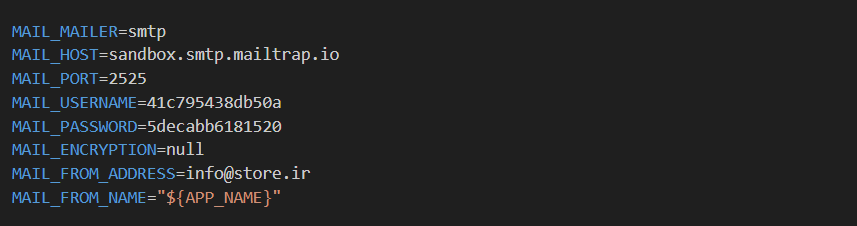 MAIL_MAILER=smtp
MAIL_HOST=sandbox.smtp.mailtrap.io
MAIL_PORT=2525
MAIL_USERNAME=41c795438db50a
MAIL_PASSWORD=5decabb6181520
MAIL_ENCRYPTION=null
MAIL_FROM_ADDRESS=info@store.ir
MAIL_FROM_NAME="${APP_NAME}"